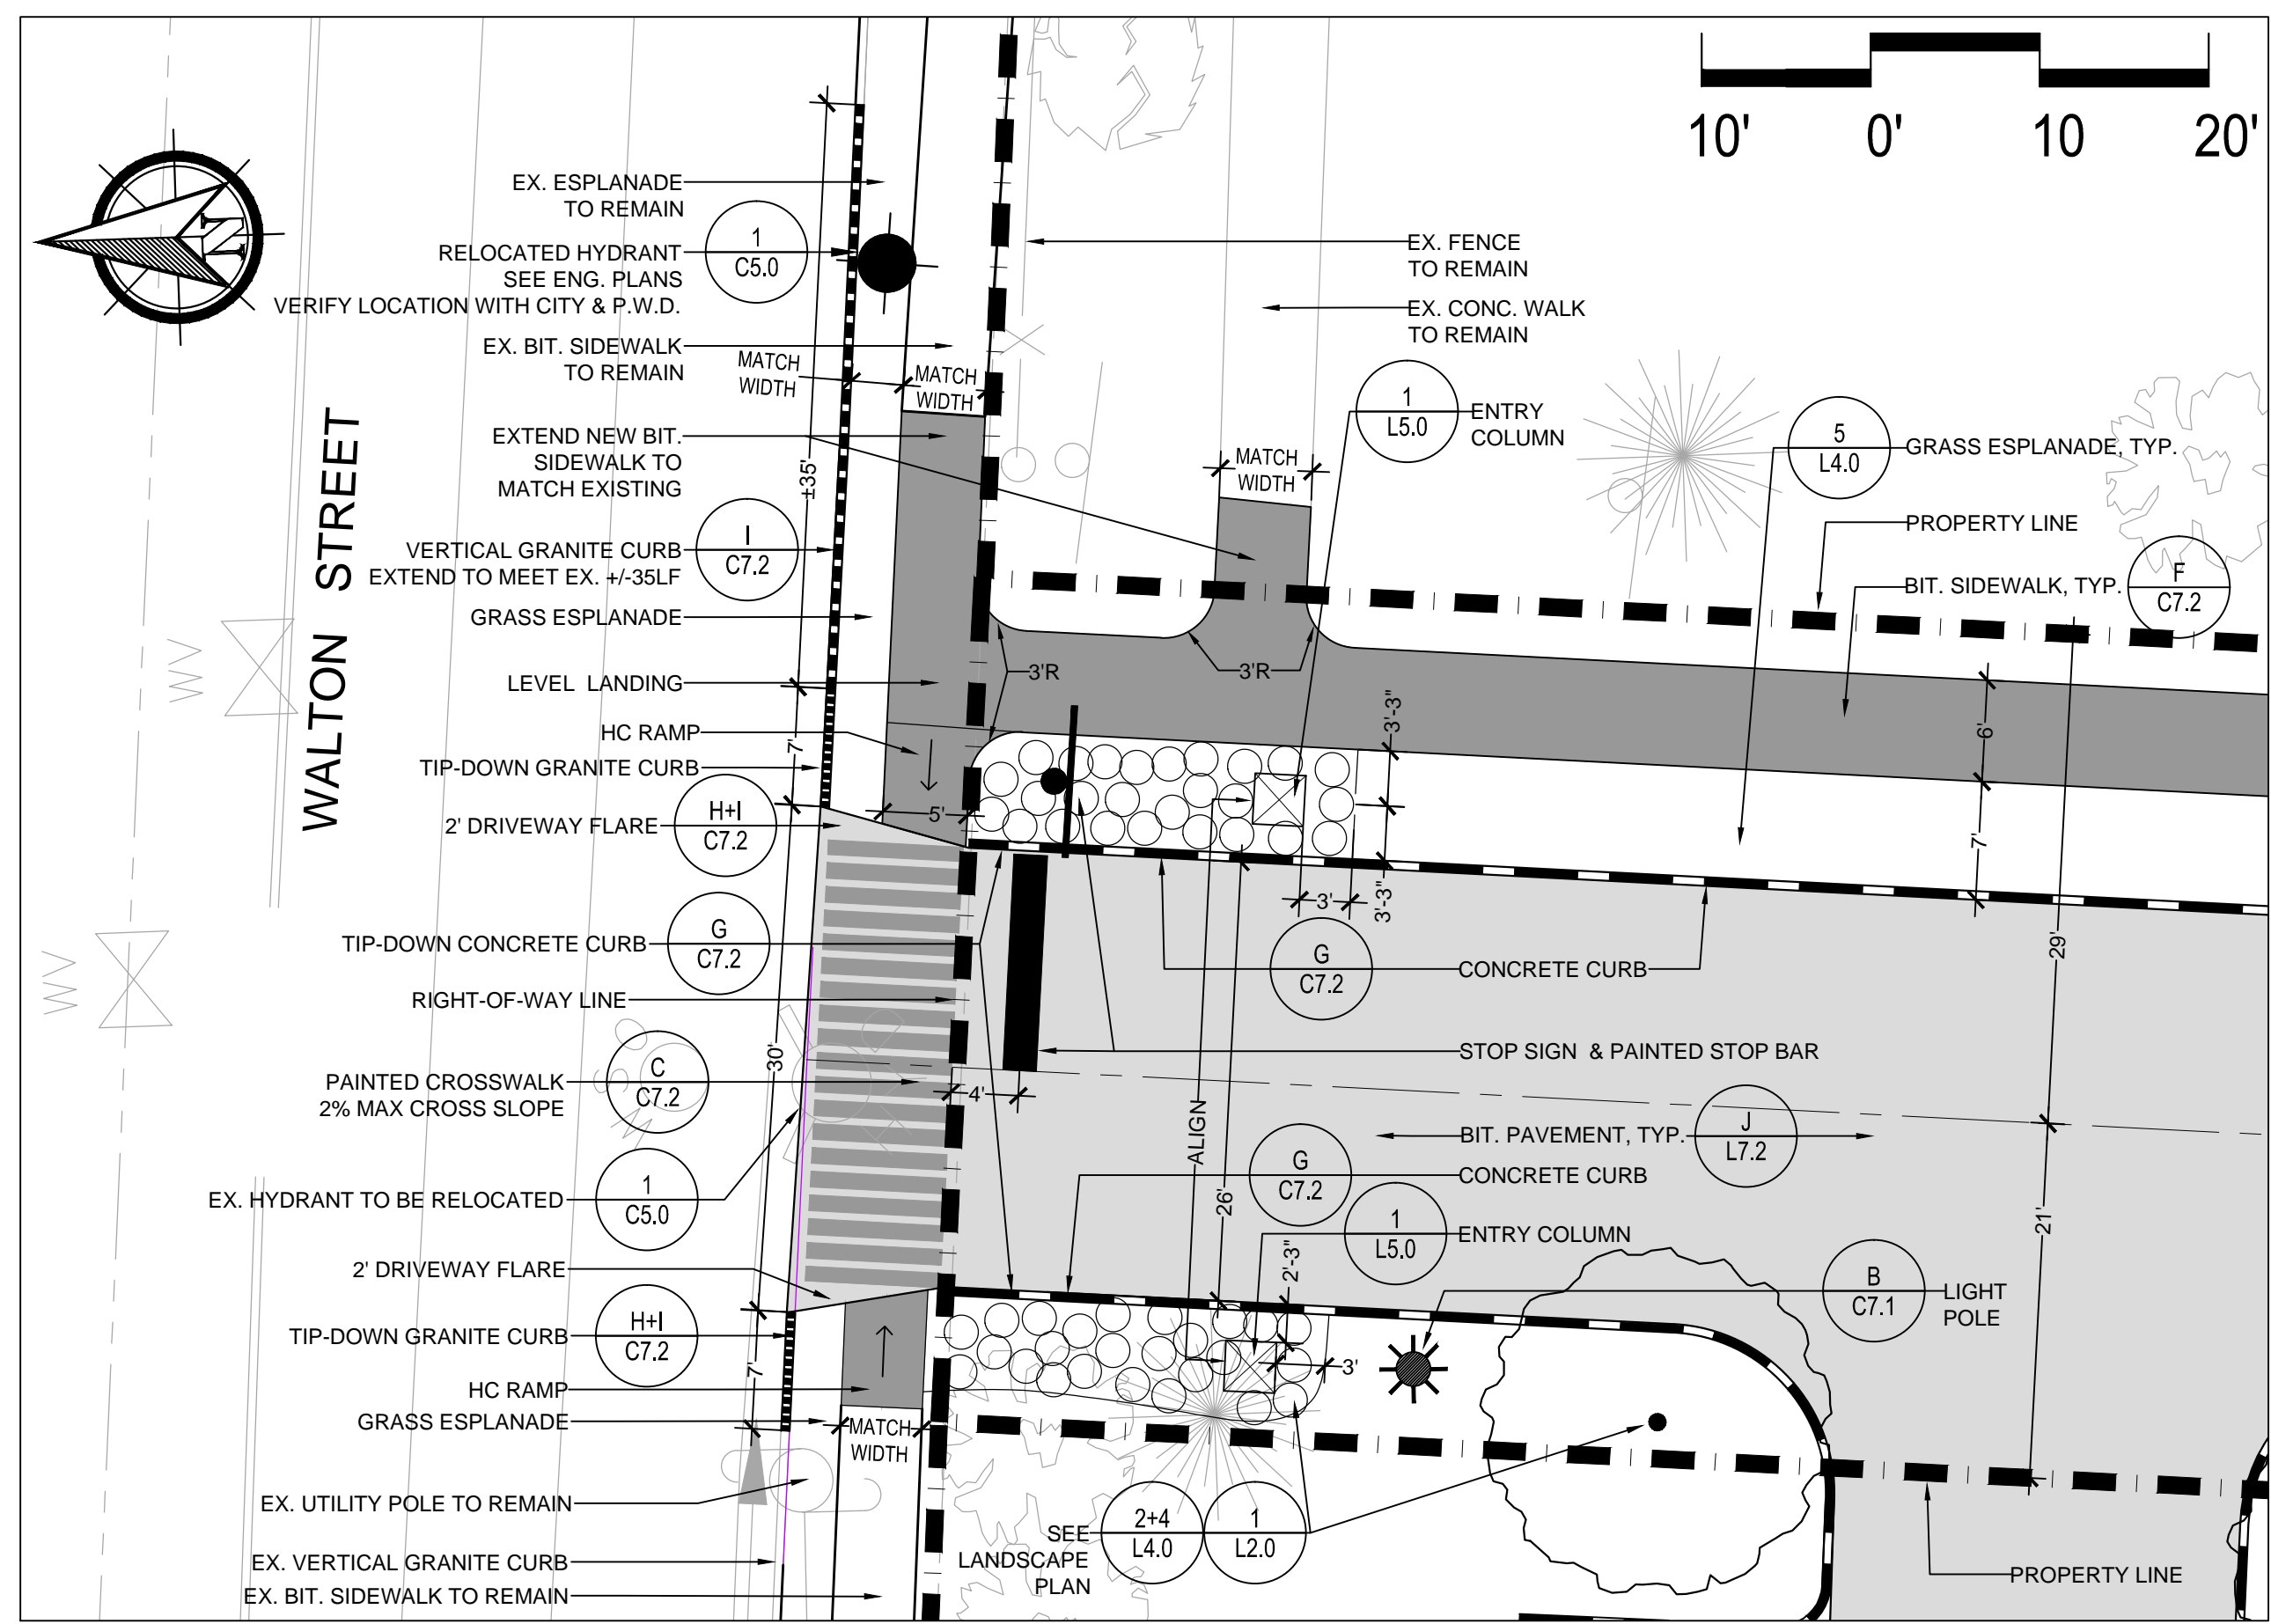 10' 0' 10 20'
N
EX. ESPLANADE
TO REMAIN
1
C5.0
RELOCATED HYDRANT
SEE ENG. PLANS
VERIFY LOCATION WITH CITY & P.W.D.
EX. BIT. SIDEWALK
TO REMAIN
MATCH
WIDTH
MATCH
WIDTH
EX. FENCE
TO REMAIN
EX. CONC. WALK
TO REMAIN
1
L5.0
ENTRY
COLUMN
5
L4.0
GRASS ESPLANADE, TYP.
EXTEND NEW BIT.
SIDEWALK TO
MATCH EXISTING
±35'
MATCH
WIDTH
PROPERTY LINE
WALTON STREET
VERTICAL GRANITE CURB
EXTEND TO MEET EX. +/-35LF
I
C7.2
BIT. SIDEWALK, TYP.
F
C7.2
GRASS ESPLANADE
W
LEVEL LANDING
3'R
3'R
HC RAMP
7'
3'-3"
6'
TIP-DOWN GRANITE CURB
2' DRIVEWAY FLARE
H+I
C7.2
5'
7'
3'
3'-3"
TIP-DOWN CONCRETE CURB
G
C7.2
G
C7.2
CONCRETE CURB
29'
W
RIGHT-OF-WAY LINE
30'
STOP SIGN & PAINTED STOP BAR
PAINTED CROSSWALK
2% MAX CROSS SLOPE
C
C7.2
4'
ALIGN
BIT. PAVEMENT, TYP.
J
L7.2
G
C7.2
CONCRETE CURB
EX. HYDRANT TO BE RELOCATED
1
C5.0
26'
21'
1
L5.0
ENTRY COLUMN
2'-3"
2' DRIVEWAY FLARE
B
C7.1
LIGHT
POLE
TIP-DOWN GRANITE CURB
H+I
C7.2
7'
3'
HC RAMP
GRASS ESPLANADE
MATCH
WIDTH
EX. UTILITY POLE TO REMAIN
SEE
LANDSCAPE
PLAN
2+4
L4.0
1
L2.0
EX. VERTICAL GRANITE CURB
PROPERTY LINE
EX. BIT. SIDEWALK TO REMAIN